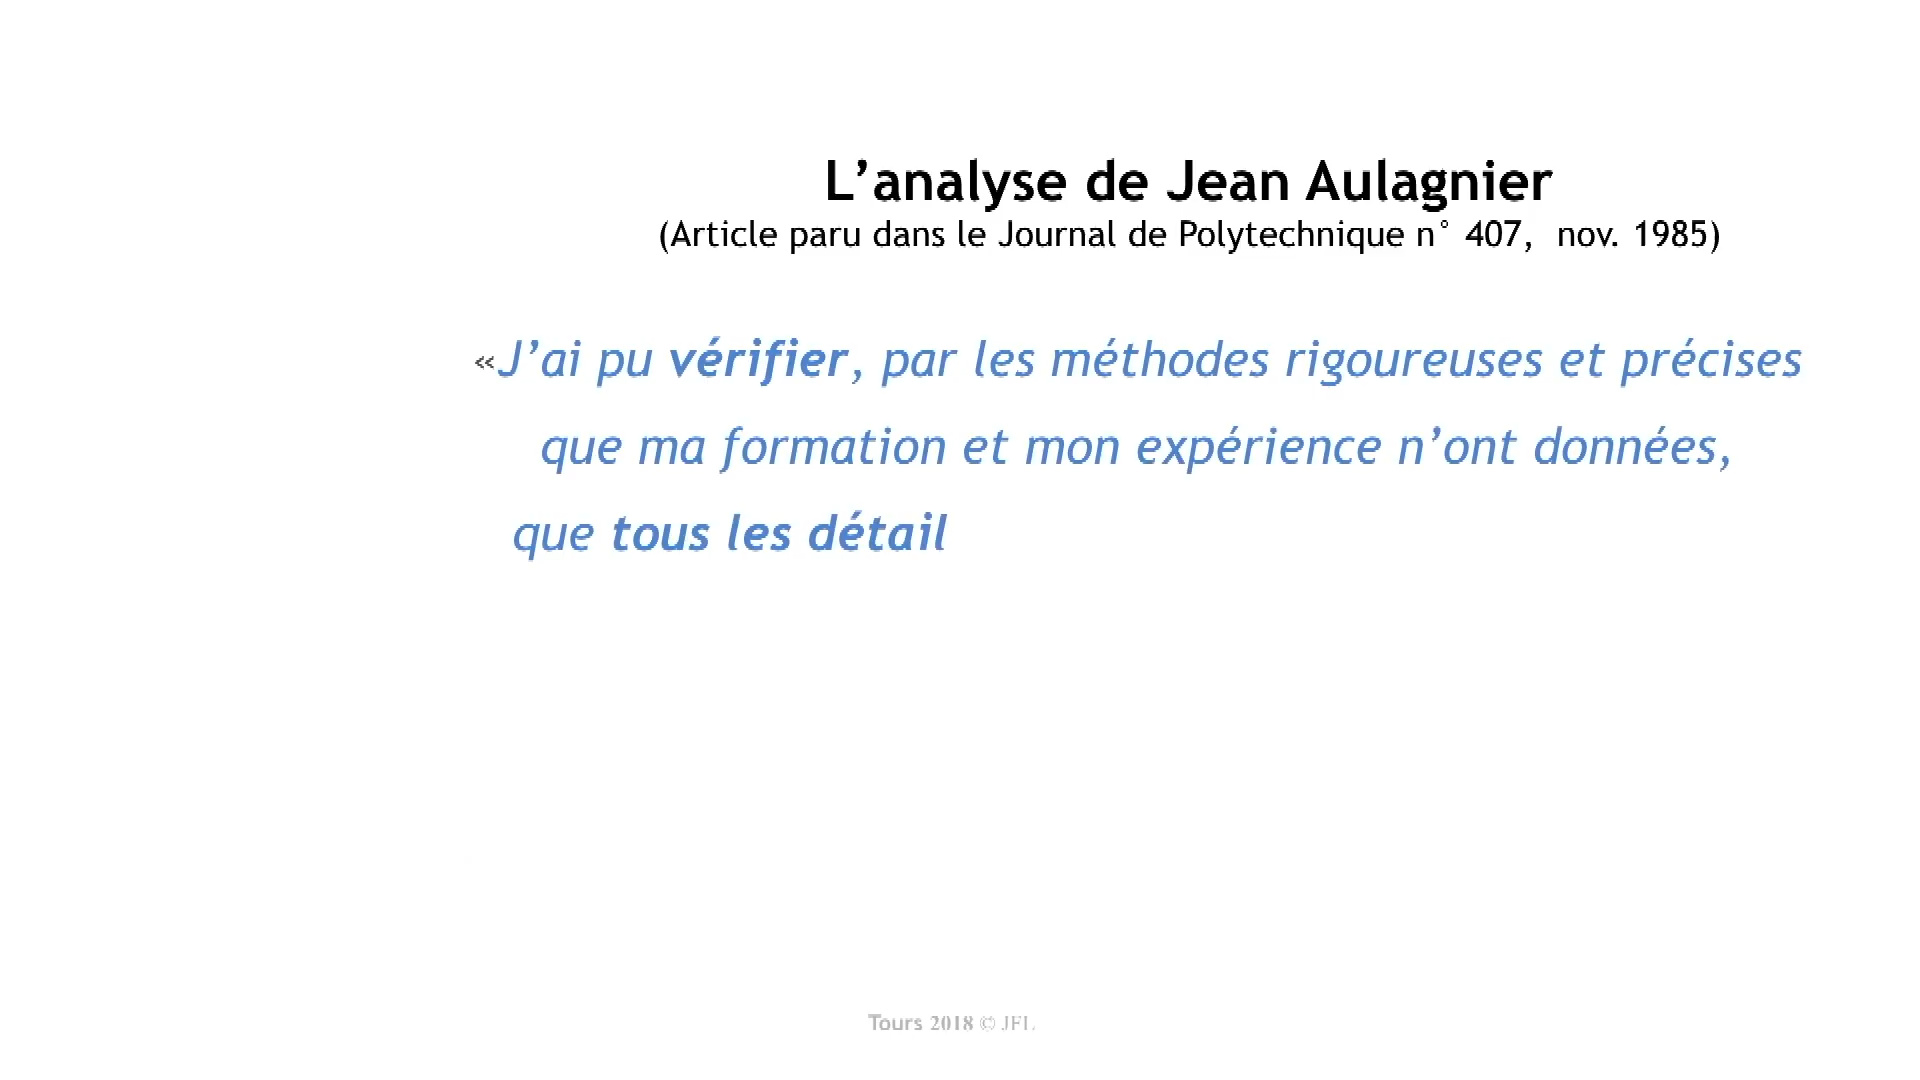 L’analyse de Jean Aulagnier
(Article paru dans le Journal de Polytechnique n° 407, nov. 1985)
«J’ai pu vérifier, par les méthodes rigoureuses et précises
que ma formation et mon expérience n’ont données,
que tous les détail
Tours 2018 © JFL